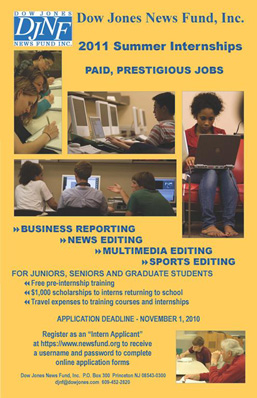 DOW JONES
DJNF
NEWS FUND INC.
Dow Jones News Fund, Inc.
2011 Summer Internships
PAID, PRESTIGIOUS JOBS
BUSINESS REPORTING
NEWS EDITING
MULTIMEDIA EDITING
SPORTS EDITING
FOR JUNIORS, SENIORS AND GRADUATE STUDENTS
Free pre-internship training
$1,000 scholarships to interns returning to school
Travel expenses to training courses and internships
APPLICATION DEADLINE - NOVEMBER 1, 2010
Register as an "Intern Applicant"
at https://www.newsfund.org to receive
a username and password to complete
online application forms
Dow Jones News Fund, Inc. P.O. Box 300 Princeton NJ 08543-0300
djnf@dowjones.com 609-452-2820